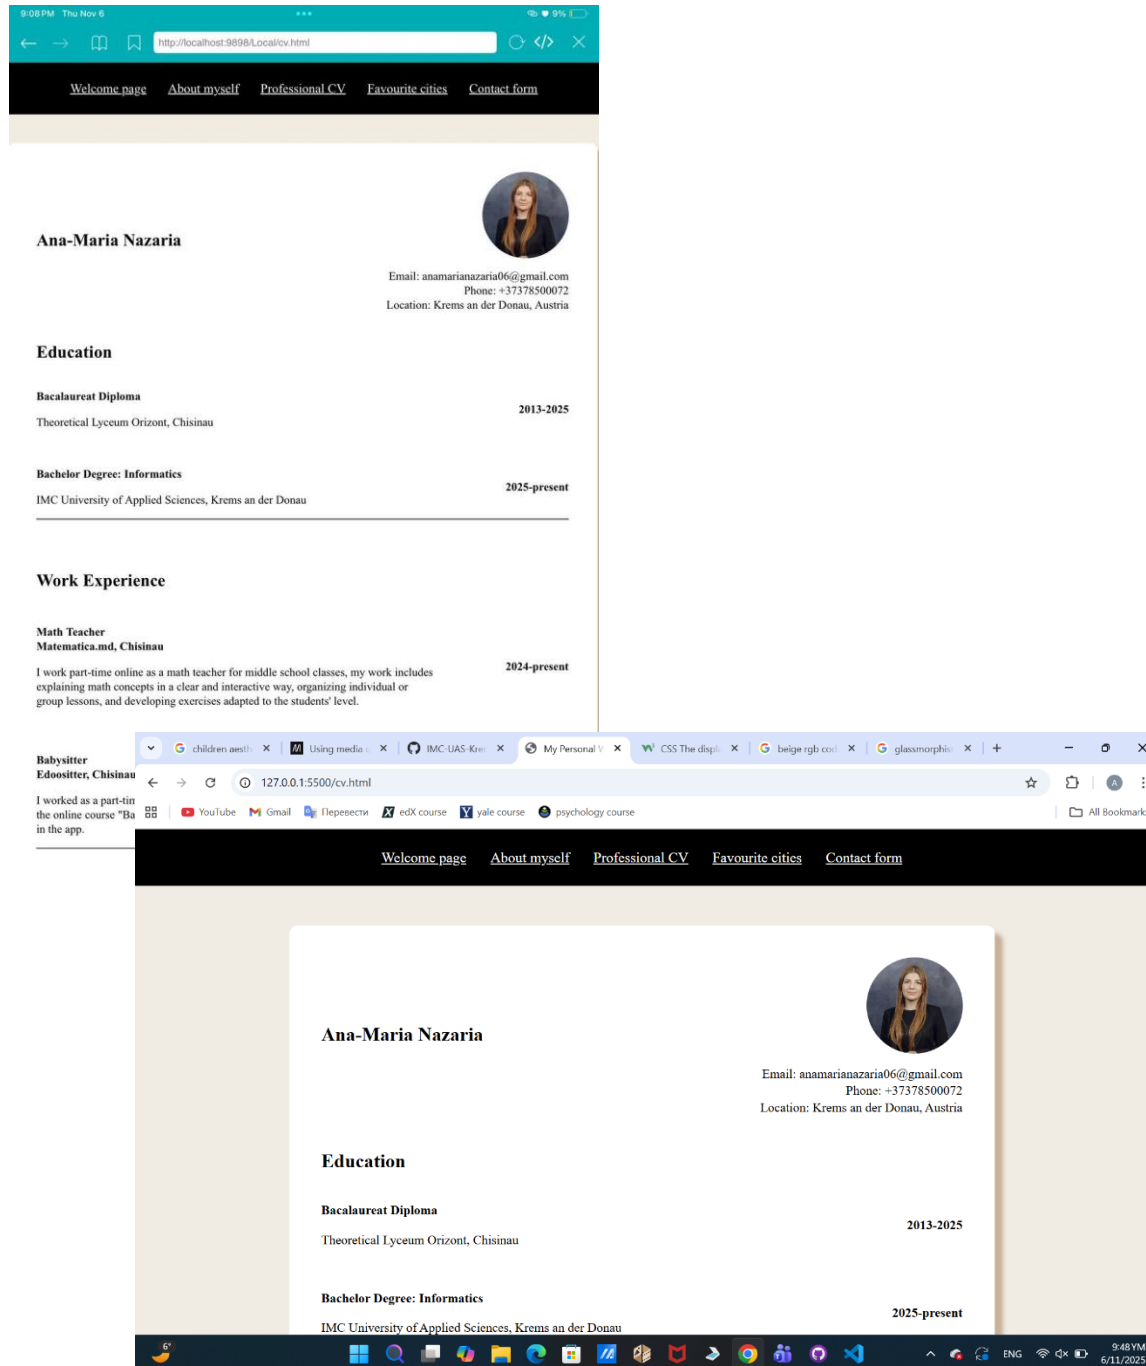 9:08 PM Thu Nov 6
9%
http://localhost:9898/Local/cv.html
Welcome page About myself Professional CV Favourite cities Contact form
Ana-Maria Nazaria
Email: anamarianazaria06@gmail.com
Phone: +37378500072
Location: Krems an der Donau, Austria
Education
Bacalaureat Diploma
2013-2025
Theoretical Lyceum Orizont, Chisinau
Bachelor Degree: Informatics
2025-present
IMC University of Applied Sciences, Krems an der Donau
Work Experience
Math Teacher
Matematica.md, Chisinau
I work part-time online as a math teacher for middle school classes, my work includes
2024-present
explaining math concepts in a clear and interactive way, organizing individual or
group lessons, and developing exercises adapted to the students' level.
Babysitter
Edoositter, Chisinau
I worked as a part-tin
the online course "Ba
in the app.
children aesth Using media IMC-UAS-Krer My Personal CSS The displ beige rgb cod glassmorphis
127.0.0.1:5500/cv.html
YouTube Gmail Перевести edX course yale course psychology course All Bookmark
Welcome page About myself Professional CV Favourite cities Contact form
Ana-Maria Nazaria
Email: anamarianazaria06@gmail.com
Phone: +37378500072
Location: Krems an der Donau, Austria
Education
Bacalaureat Diploma
2013-2025
Theoretical Lyceum Orizont, Chisinau
Bachelor Degree: Informatics
2025-present
IMC University of Applied Sciences, Krems an der Donau
6°
ENG
9:48
6/11/2025